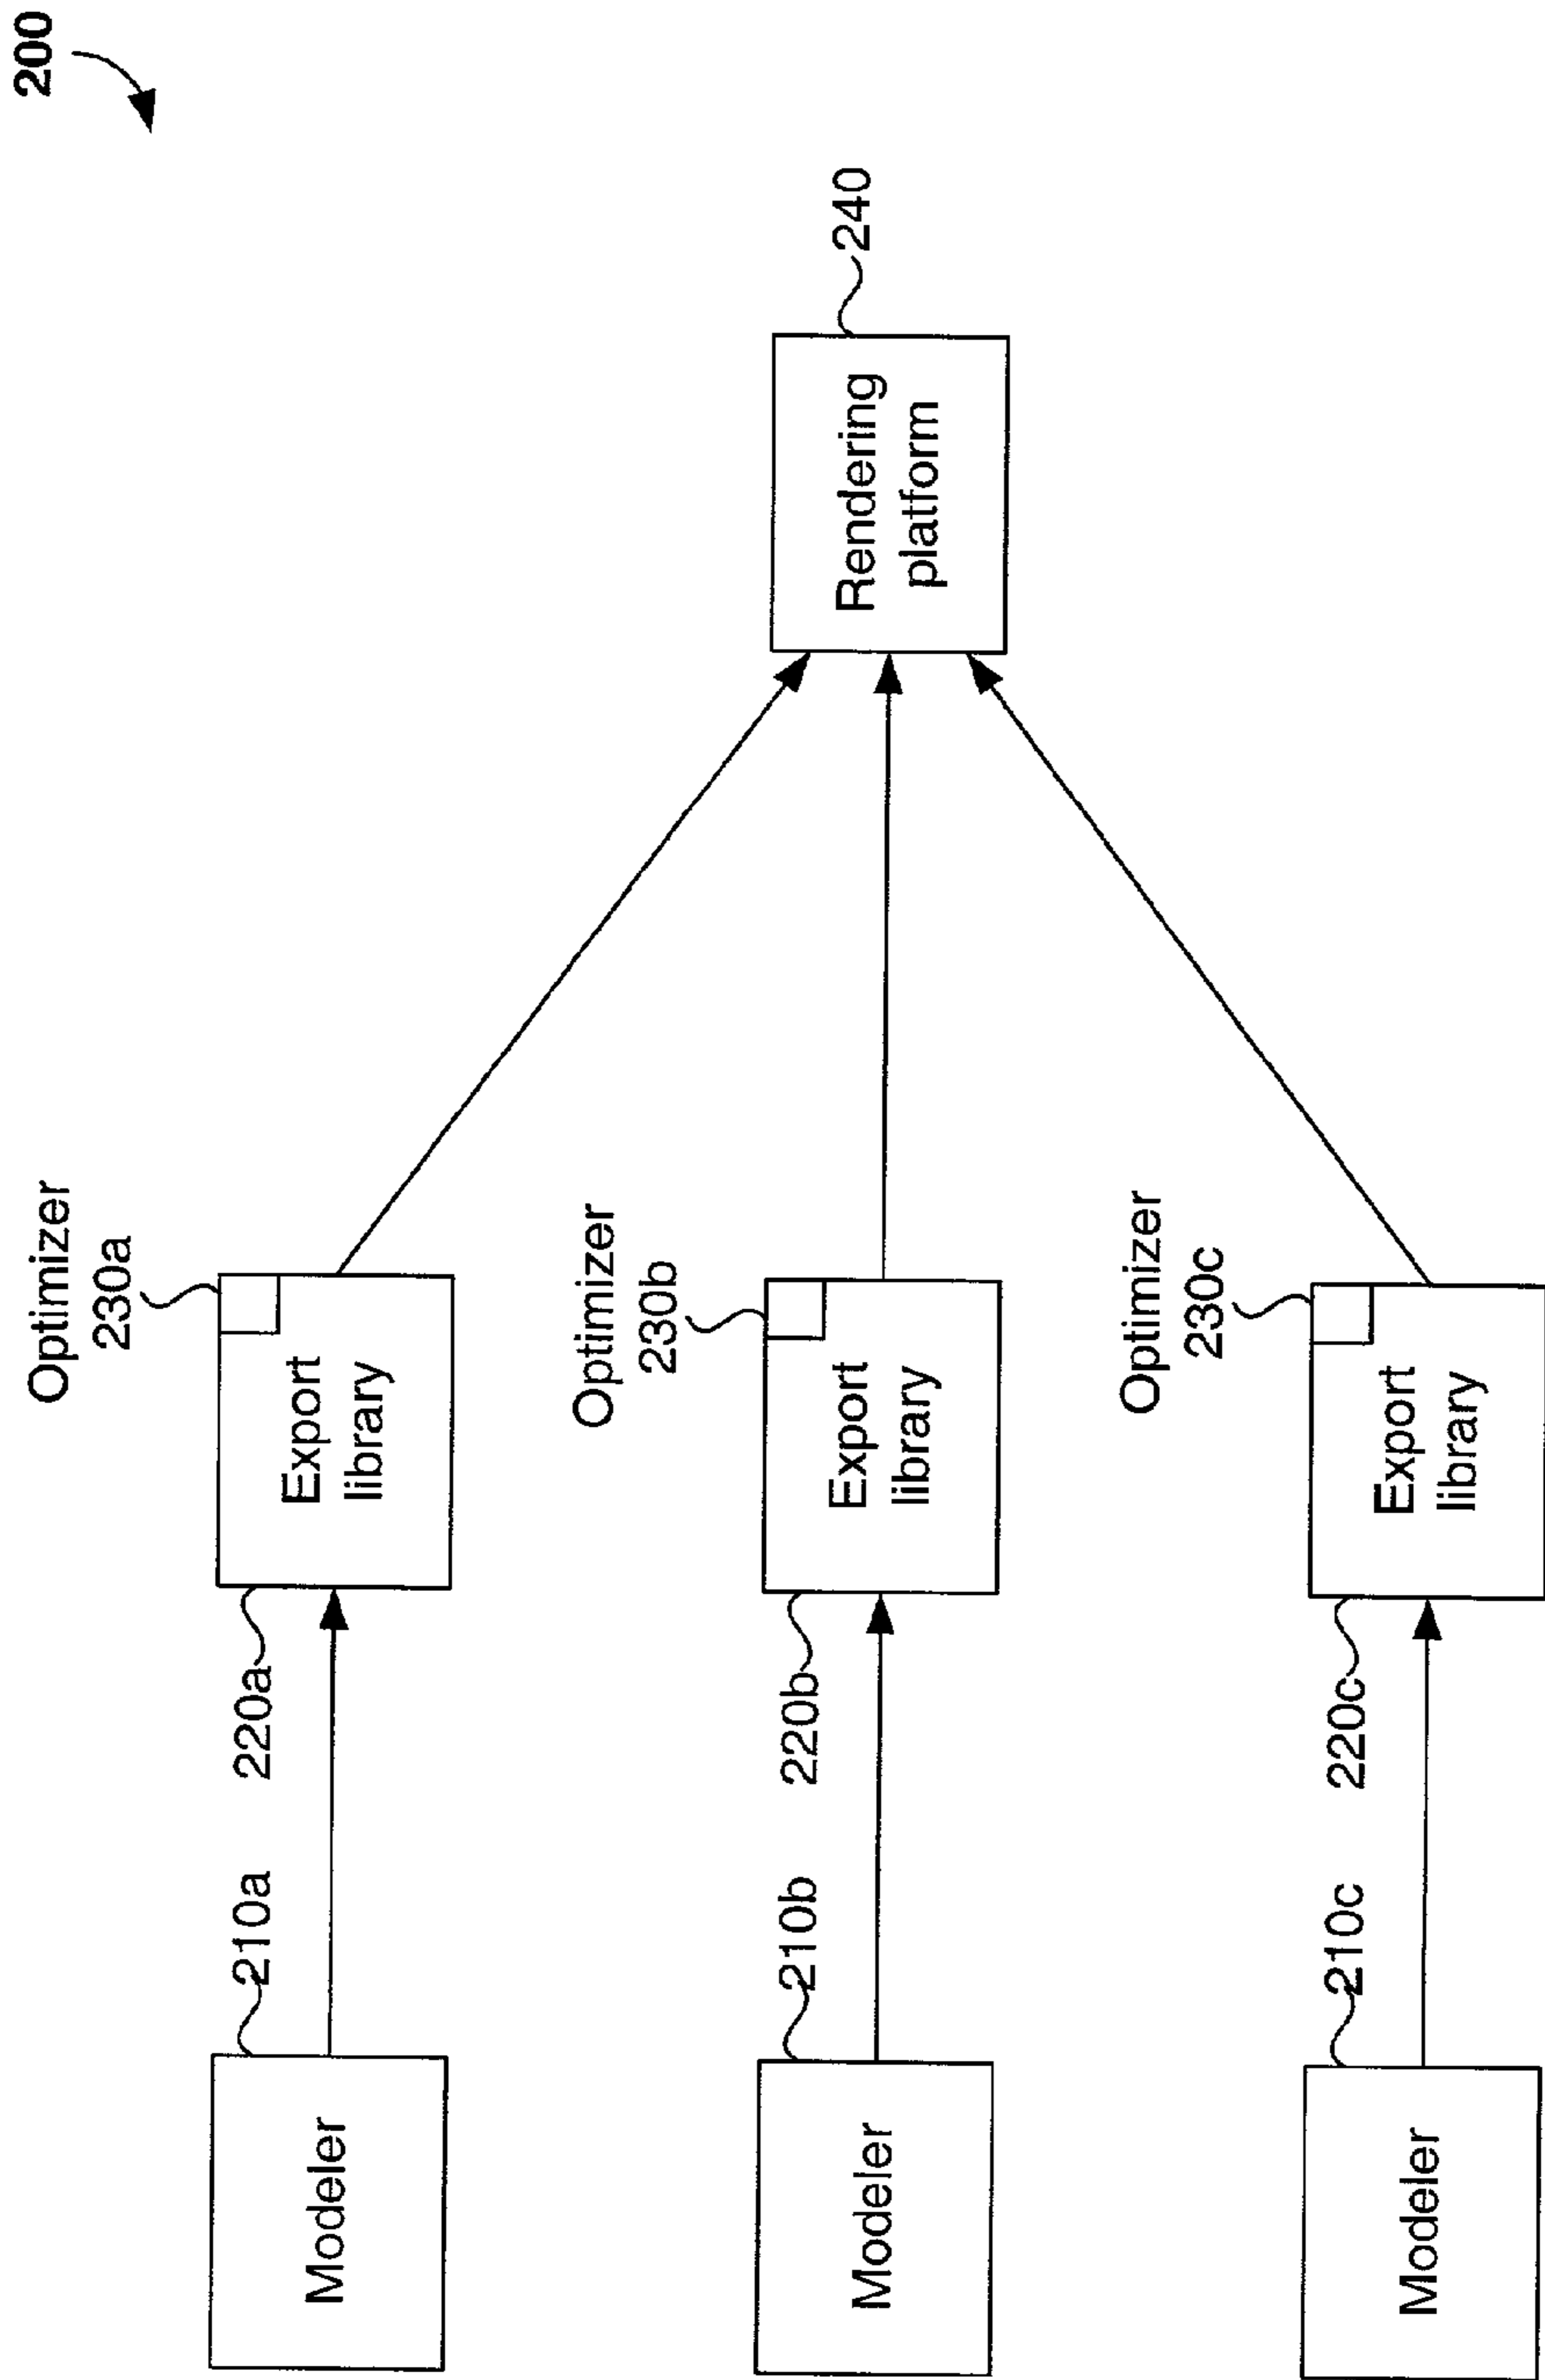 200
Optimizer
230a
210a
220a
Modeler
Export
library
Optimizer
230b
210b
220b
240
Modeler
Export
library
Rendering
platform
Optimizer
230c
210c
220c
Modeler
Export
library